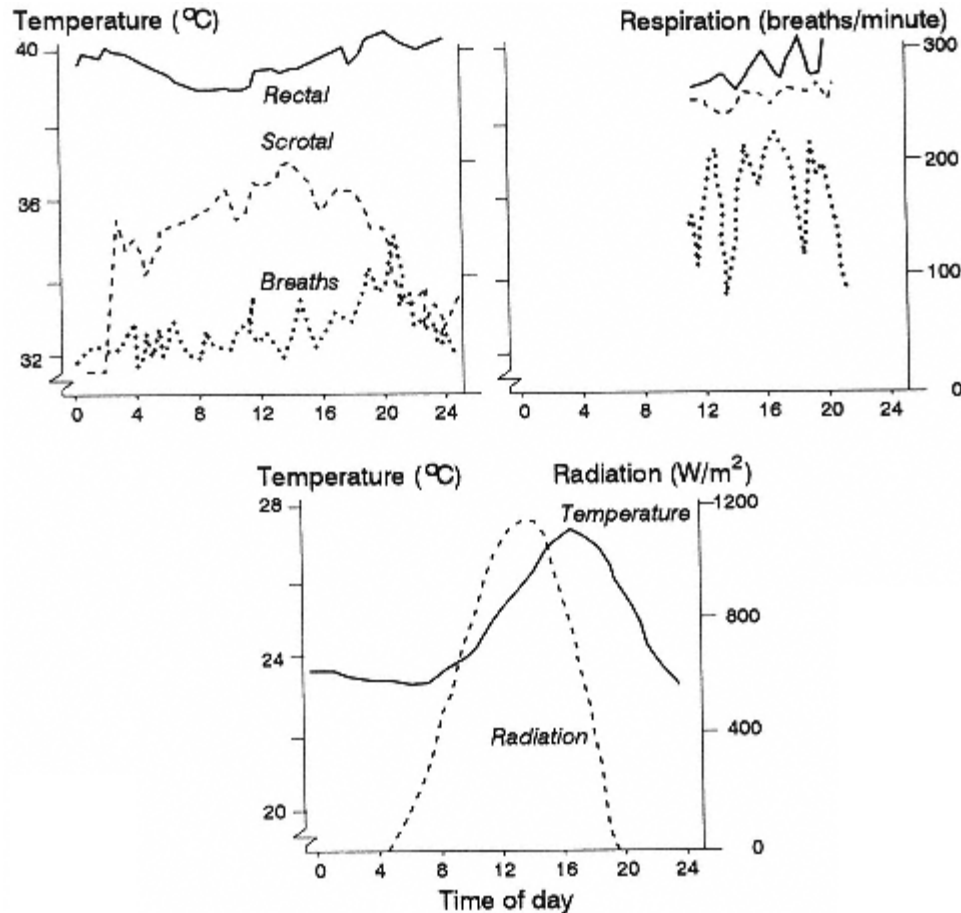 Temperature (°C)
Respiration (breaths/minute)
40
36
32
Rectal
Scrotal
Breaths
0 4 8 12 16 20 24
300
200
100
0
0 4 8 12 16 20 24
Temperature (°C)
Radiation (W/m²)
28
24
20
Temperature
Radiation
1200
800
400
0
0 4 8 12 16 20 24
Time of day